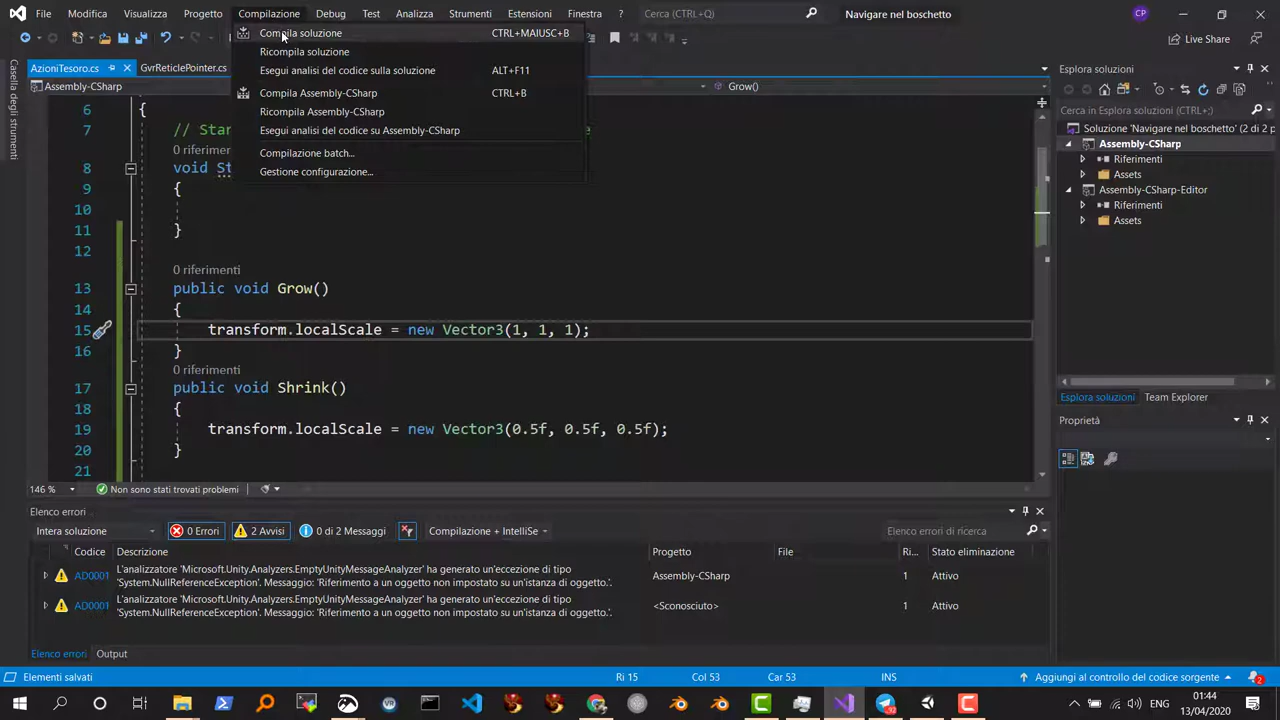 File Modifica Visualizza Progetto Compilazione Debug Test Analizza Strumenti Estensioni Finestra ? Cerca (CTRL+Q) Navigare nel boschetto CP
Live Share
Compila soluzione CTRL+MAIUSC+B
Ricompila soluzione
Esegui analisi del codice sulla soluzione ALT+F11
Compila Assembly-CSharp CTRL+B
Ricompila Assembly-CSharp
Esegui analisi del codice su Assembly-CSharp
Compilazione batch...
Gestione configurazione...
Casella degli strumenti
AzioniTesoro.cs GvrReticlePointer.cs
Assembly-CSharp Grow()
6 {
7 // Star e
0 riferim
8 void St
9 {
10
11 }
12
0 riferimenti
13 public void Grow()
14 {
15 transform.localScale = new Vector3(1, 1, 1);
16 }
0 riferimenti
17 public void Shrink()
18 {
19 transform.localScale = new Vector3(0.5f, 0.5f, 0.5f);
20 }
21
146 % Non sono stati trovati problemi
Esplora soluzioni
Cerca in Esplora soluzioni (CTRL+;)
Soluzione 'Navigare nel boschetto' (2 di 2 p
Assembly-CSharp
Riferimenti
Assets
Assembly-CSharp-Editor
Riferimenti
Assets
Esplora soluzioni Team Explorer
Proprietà
Elenco errori
Intera soluzione 0 Errori 2 Avvisi 0 di 2 Messaggi Compilazione + IntelliSe Elenco errori di ricerca
Codice Descrizione Progetto File Ri... Stato eliminazione
AD0001 L'analizzatore 'Microsoft.Unity.Analyzers.EmptyUnityMessageAnalyzer' ha generato un'eccezione di tipo
'System.NullReferenceException'. Messaggio: 'Riferimento a un oggetto non impostato su un'istanza di oggetto.'. Assembly-CSharp 1 Attivo
AD0001 L'analizzatore 'Microsoft.Unity.Analyzers.EmptyUnityMessageAnalyzer' ha generato un'eccezione di tipo
'System.NullReferenceException'. Messaggio: 'Riferimento a un oggetto non impostato su un'istanza di oggetto.'. <Sconosciuto> 1 Attivo
Elenco errori Output
Elementi salvati Ri 15 Col 53 Car 53 INS Aggiungi al controllo del codice sorgente 2
01:44
13/04/2020